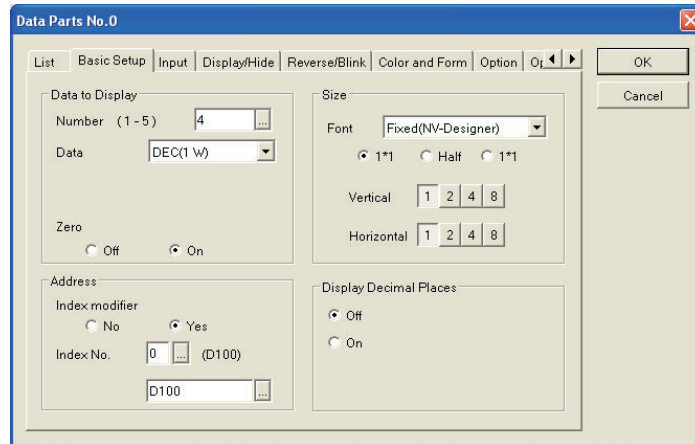 Data Parts No.0
List Basic Setup Input Display/Hide Reverse/Blink Color and Form Option
OK
Cancel
Data to Display
Number (1 - 5) 4 ...
Data DEC(1 W)
Zero
Off On
Address
Index modifier
No Yes
Index No. 0 ... (D100)
D100 ...
Size
Font Fixed(NV-Designer)
1*1 Half 1*1
Vertical 1 2 4 8
Horizontal 1 2 4 8
Display Decimal Places
Off
On